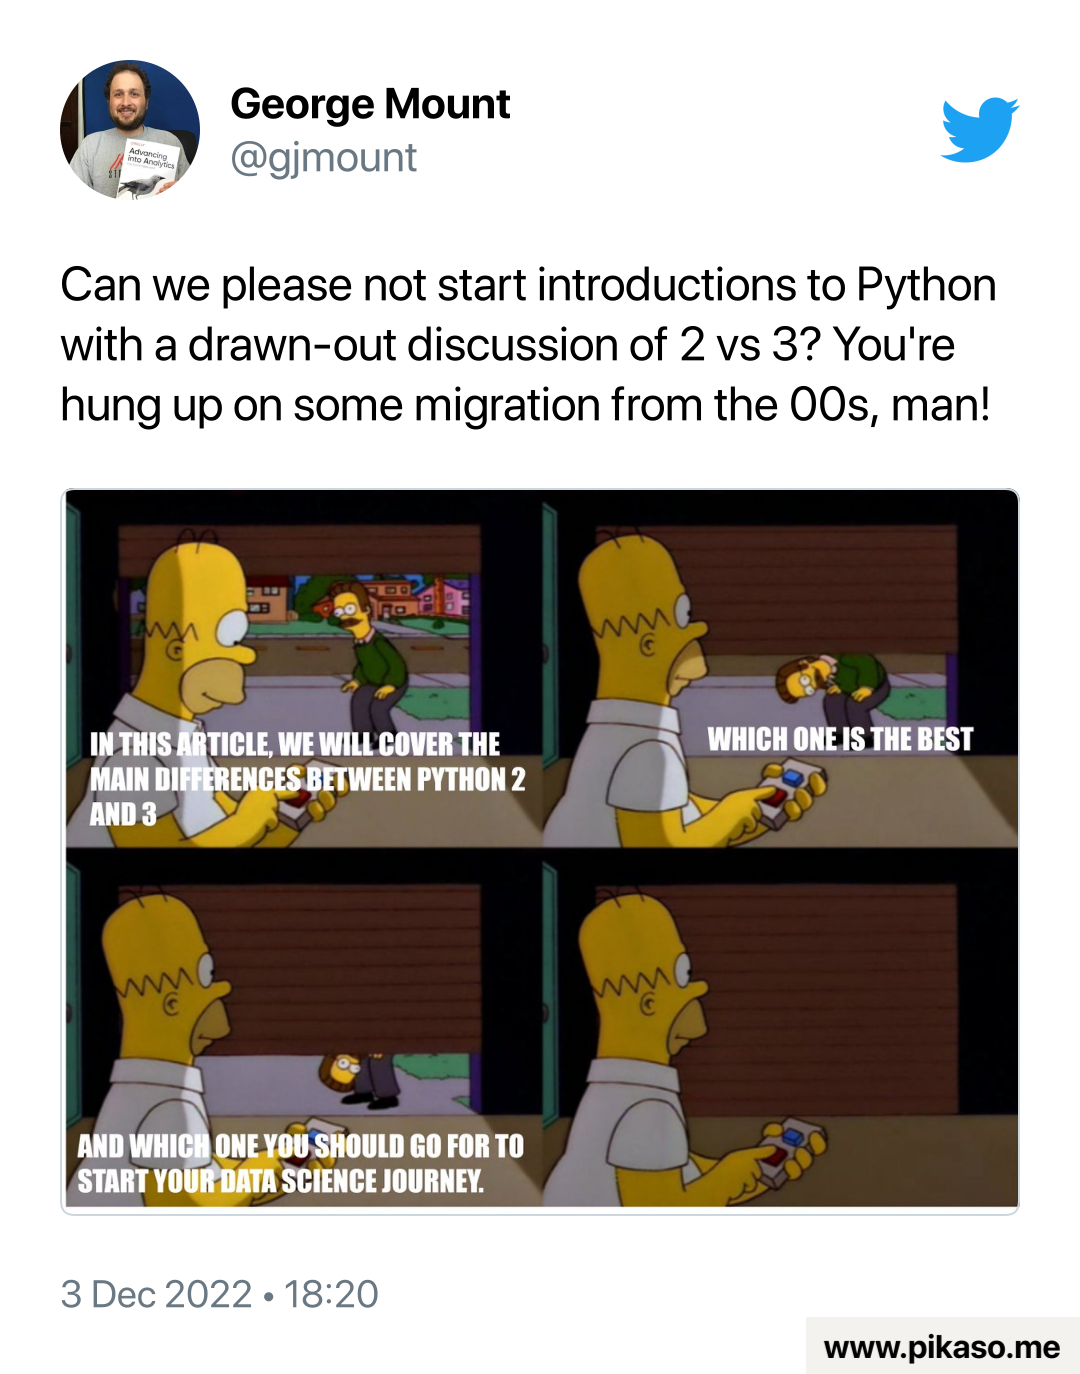 George Mount
@gjmount
Advancing
into Analytics
Can we please not start introductions to Python
with a drawn-out discussion of 2 vs 3? You're
hung up on some migration from the 00s, man!
IN THIS ARTICLE, WE WILL COVER THE
MAIN DIFFERENCES BETWEEN PYTHON 2
AND 3
WHICH ONE IS THE BEST
AND WHICH ONE YOU SHOULD GO FOR TO
START YOUR DATA SCIENCE JOURNEY.
3 Dec 2022 • 18:20
www.pikaso.me